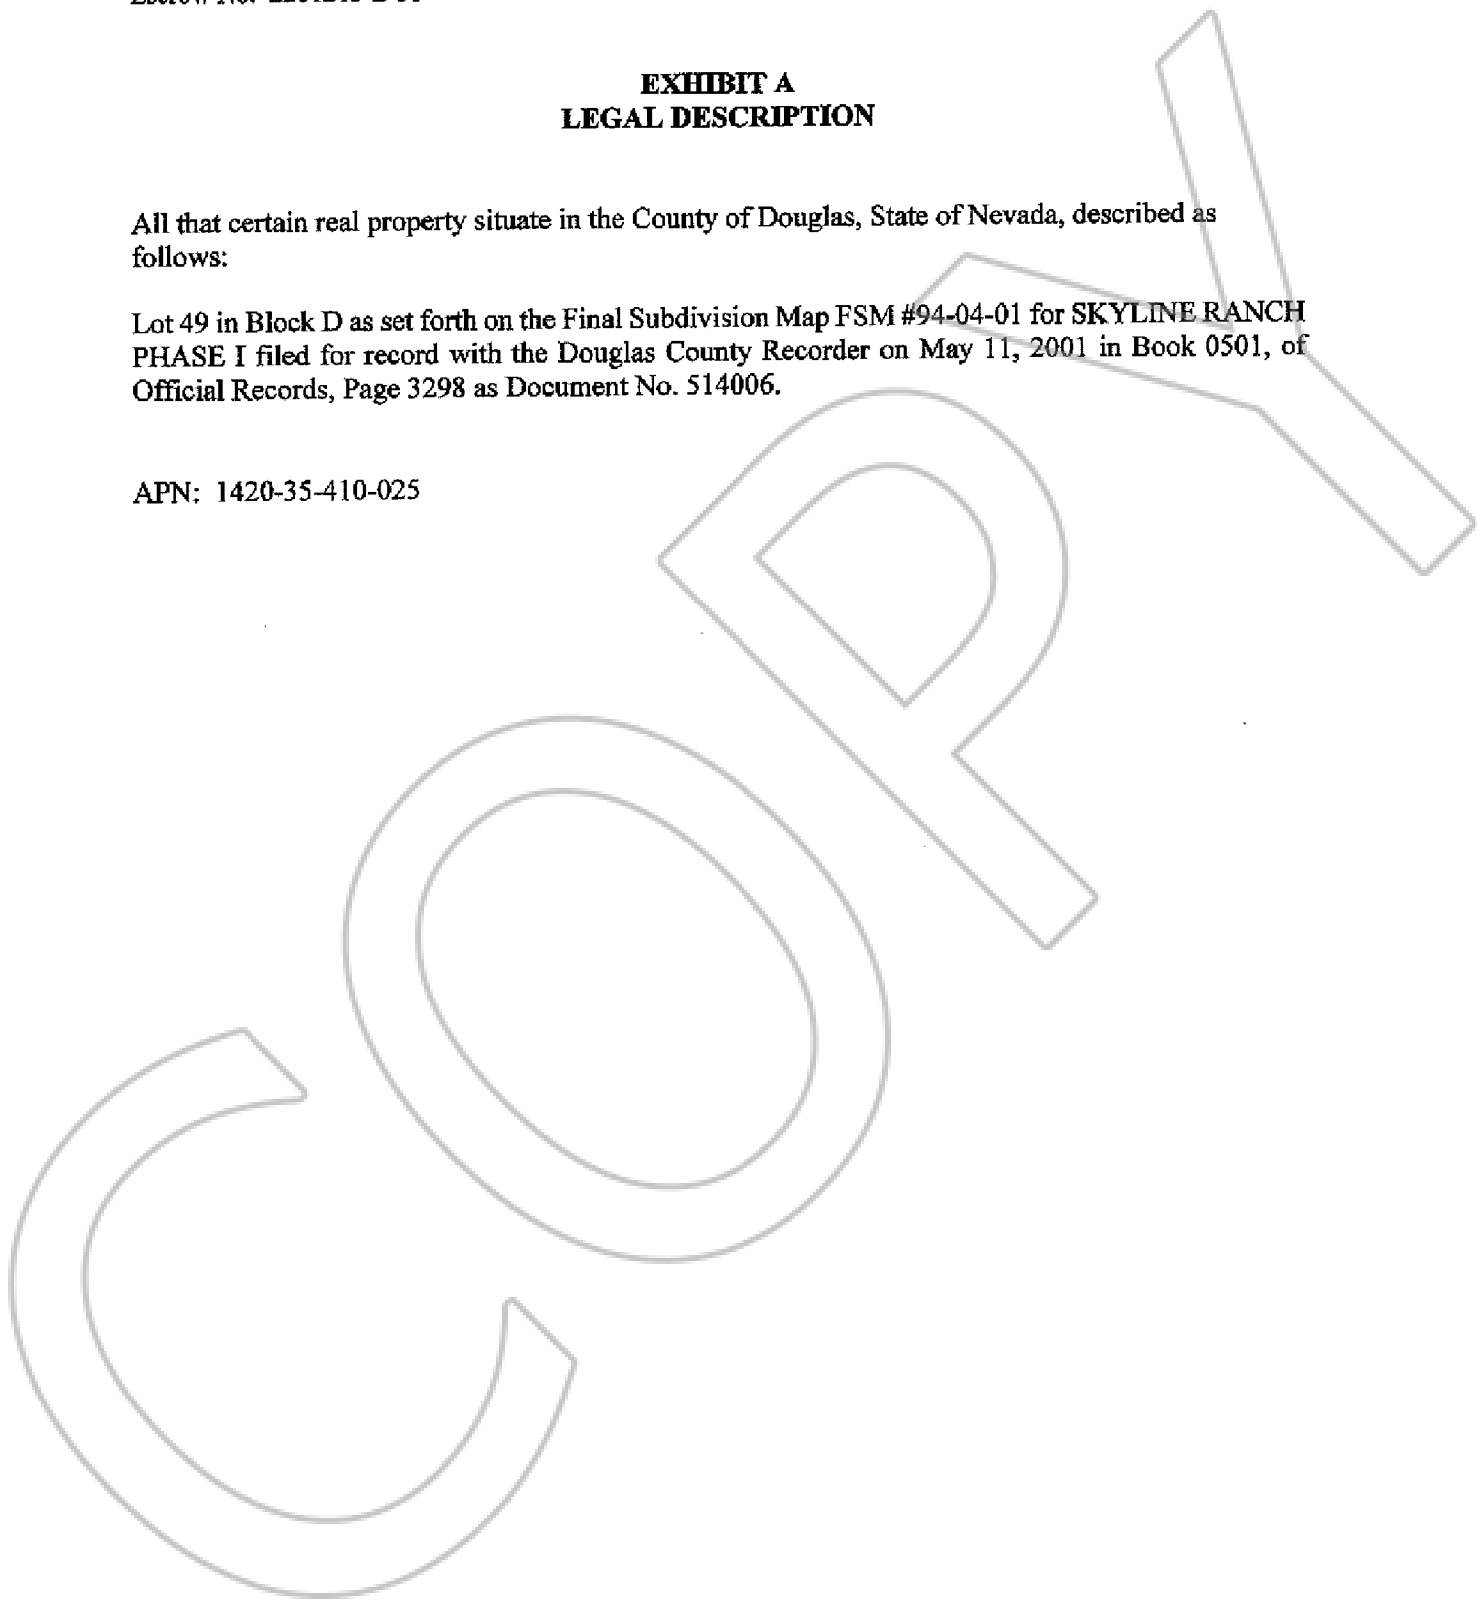 Escrow No.
EXHIBIT A
LEGAL DESCRIPTION
All that certain real property situate in the County of Douglas, State of Nevada, described as
follows:
Lot 49 in Block D as set forth on the Final Subdivision Map FSM #94-04-01 for SKYLINE RANCH
PHASE I filed for record with the Douglas County Recorder on May 11, 2001 in Book 0501, of
Official Records, Page 3298 as Document No. 514006.
APN: 1420-35-410-025
COPY